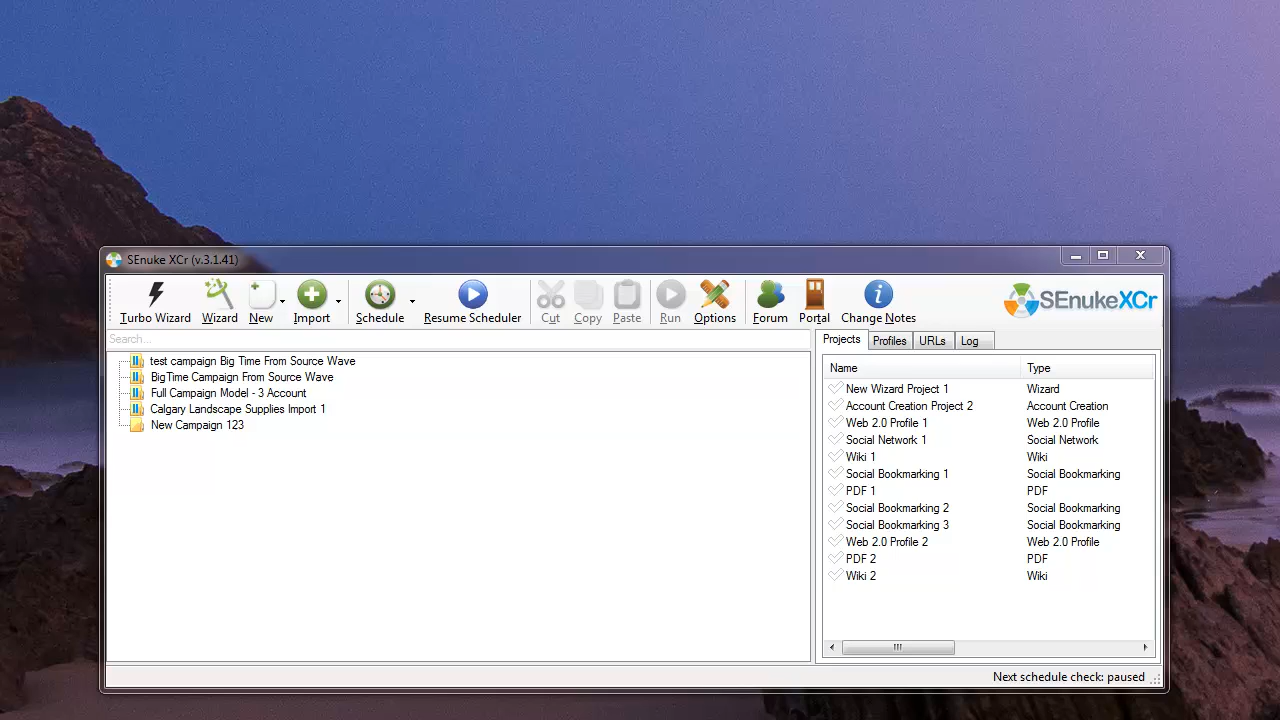 SEnuke XCr (v.3.1.41)
Turbo Wizard
Wizard
New
Import
Schedule
Resume Scheduler
Cut
Copy
Paste
Run
Options
Forum
Portal
Change Notes
SEnukeXCr
Search...
Projects
Profiles
URLs
Log
test campaign Big Time From Source Wave
BigTime Campaign From Source Wave
Full Campaign Model - 3 Account
Calgary Landscape Supplies Import 1
New Campaign 123
Name Type
New Wizard Project 1 Wizard
Account Creation Project 2 Account Creation
Web 2.0 Profile 1 Web 2.0 Profile
Social Network 1 Social Network
Wiki 1 Wiki
Social Bookmarking 1 Social Bookmarking
PDF 1 PDF
Social Bookmarking 2 Social Bookmarking
Social Bookmarking 3 Social Bookmarking
Web 2.0 Profile 2 Web 2.0 Profile
PDF 2 PDF
Wiki 2 Wiki
Next schedule check: paused